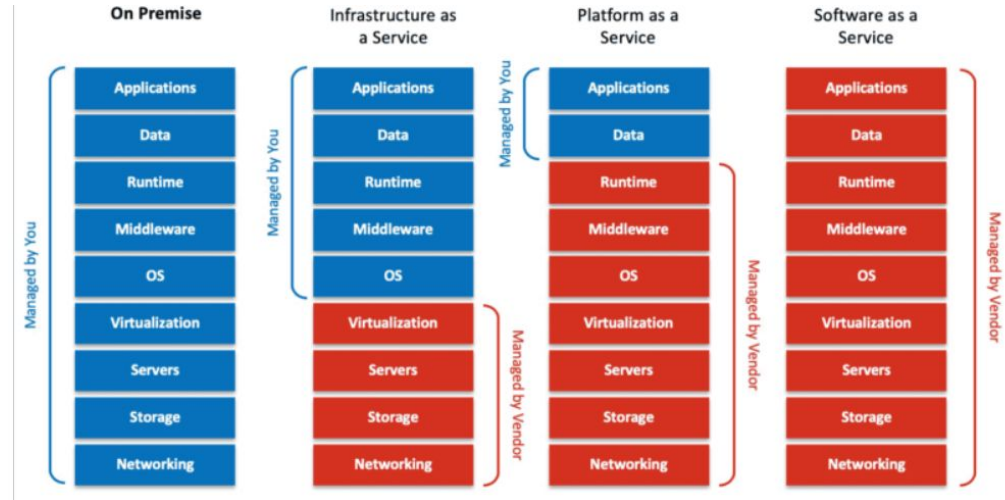 On Premise
Infrastructure as
a Service
Platform as a
Service
Software as a
Service
Managed by You
Applications
Data
Runtime
Middleware
OS
Virtualization
Servers
Storage
Networking
Managed by You
Applications
Data
Runtime
Middleware
OS
Virtualization
Servers
Storage
Networking
Managed by Vendor
Managed by You
Applications
Data
Runtime
Middleware
OS
Virtualization
Servers
Storage
Networking
Managed by Vendor
Applications
Data
Runtime
Middleware
OS
Virtualization
Servers
Storage
Networking
Managed by Vendor